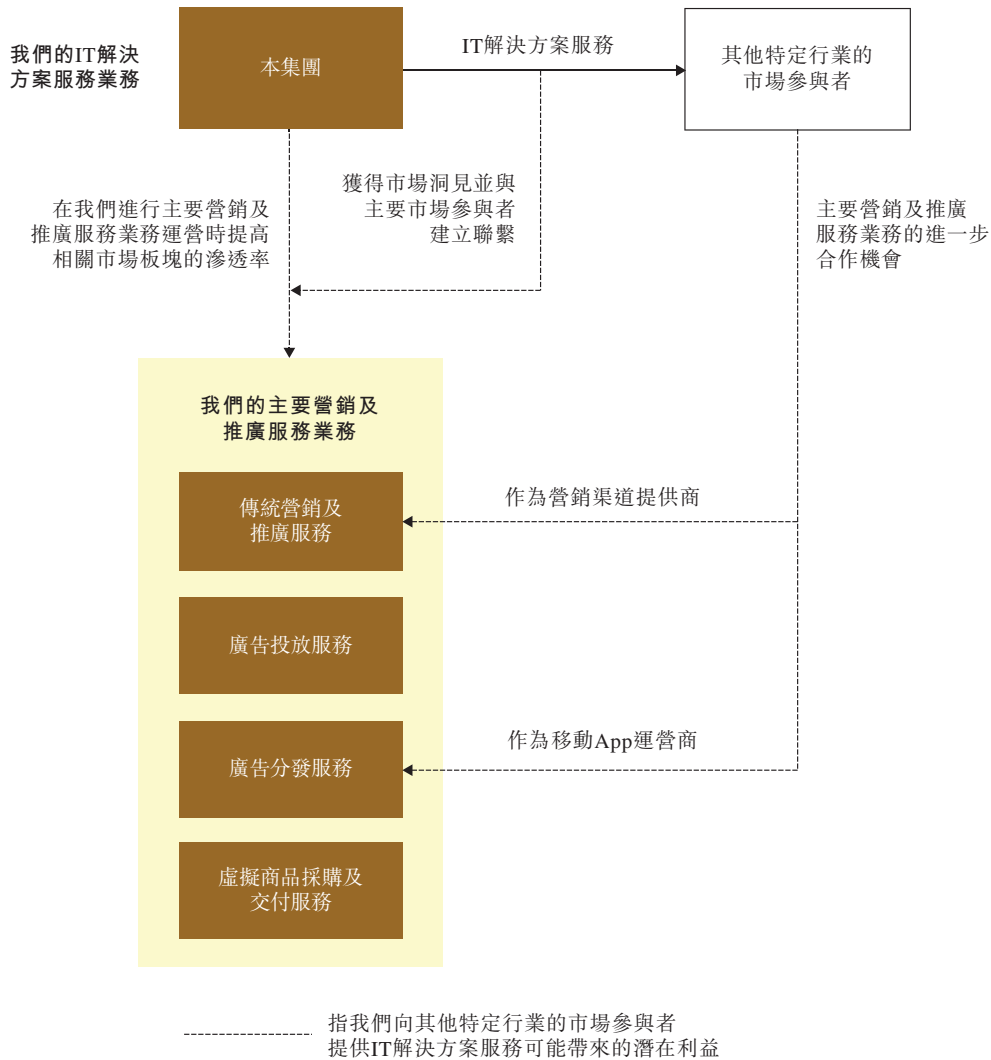 我們的IT解決
方案服務業務
本集團
IT解決方案服務
其他特定行業的
市場參與者
在我們進行主要營銷及
推廣服務業務運營時提高
相關市場板塊的滲透率
獲得市場洞見並與
主要市場參與者
建立聯繫
主要營銷及推廣
服務業務的進一步
合作機會
我們的主要營銷及
推廣服務業務
傳統營銷及
推廣服務
作為營銷渠道提供商
廣告投放服務
廣告分發服務
作為移動App運營商
虛擬商品採購及
交付服務
指我們向其他特定行業的市場參與者
提供IT解決方案服務可能帶來的潛在利益